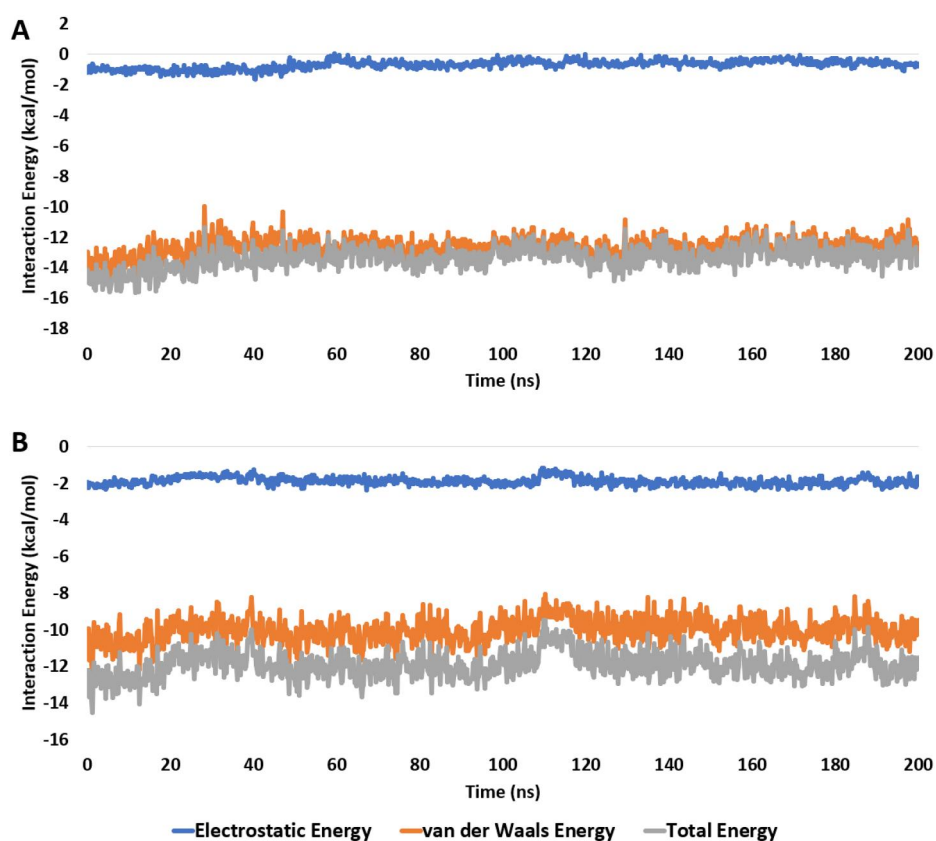 A
Interaction Energy (kcal/mol)
2
0
-2
-4
-6
-8
-10
-12
-14
-16
-18
0 20 40 60 80 100 120 140 160 180 200
Time (ns)
B
Interaction Energy (kcal/mol)
0
-2
-4
-6
-8
-10
-12
-14
-16
0 20 40 60 80 100 120 140 160 180 200
Time (ns)
Electrostatic Energy van der Waals Energy Total Energy